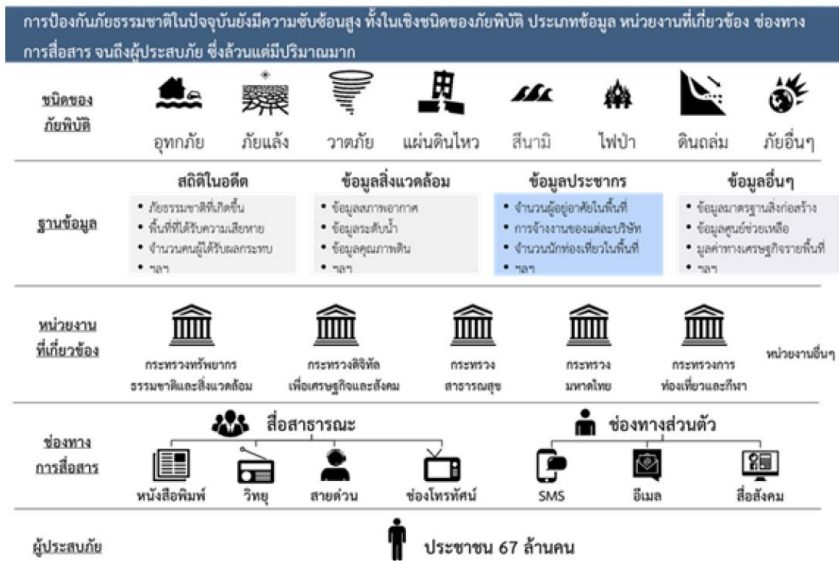 การป้องกันภัยธรรมชาติในปัจจุบันยังมีความซับซ้อนสูง ทั้งในเชิงชนิดของภัยพิบัติ ประเภทข้อมูล หน่วยงานที่เกี่ยวข้อง ช่องทาง
การสื่อสาร จนถึงผู้ประสบภัย ซึ่งล้วนแต่มีปริมาณมาก
ชนิดของ
ภัยพิบัติ
อุทกภัย ภัยแล้ง วาตภัย แผ่นดินไหว สึนามิ ไฟป่า ดินถล่ม ภัยอื่นๆ
ฐานข้อมูล
สถิติในอดีต
• ภัยธรรมชาติที่เกิดขึ้น
• พื้นที่ที่ได้รับความเสียหาย
• จำนวนคนผู้ได้รับผลกระทบ
• ฯลฯ
ข้อมูลสิ่งแวดล้อม
• ข้อมูลสภาพอากาศ
• ข้อมูลระดับน้ำ
• ข้อมูลคุณภาพดิน
• ฯลฯ
ข้อมูลประชากร
• จำนวนผู้อยู่อาศัยในพื้นที่
• การจ้างงานของแต่ละบริษัท
• จำนวนนักท่องเที่ยวในพื้นที่
• ฯลฯ
ข้อมูลอื่นๆ
• ข้อมูลมาตรฐานสิ่งก่อสร้าง
• ข้อมูลศูนย์ช่วยเหลือ
• มูลค่าทางเศรษฐกิจรายพื้นที่
• ฯลฯ
หน่วยงาน
ที่เกี่ยวข้อง
กระทรวงทรัพยากร
ธรรมชาติและสิ่งแวดล้อม
กระทรวงดิจิทัล
เพื่อเศรษฐกิจและสังคม
กระทรวง
สาธารณสุข
กระทรวง
มหาดไทย
กระทรวงการ
ท่องเที่ยวและกีฬา
หน่วยงานอื่นๆ
ช่องทาง
การสื่อสาร
สื่อสาธารณะ
หนังสือพิมพ์ วิทยุ สายด่วน ช่องโทรทัศน์
ช่องทางส่วนตัว
SMS อีเมล สื่อสังคม
ผู้ประสบภัย
ประชาชน 67 ล้านคน